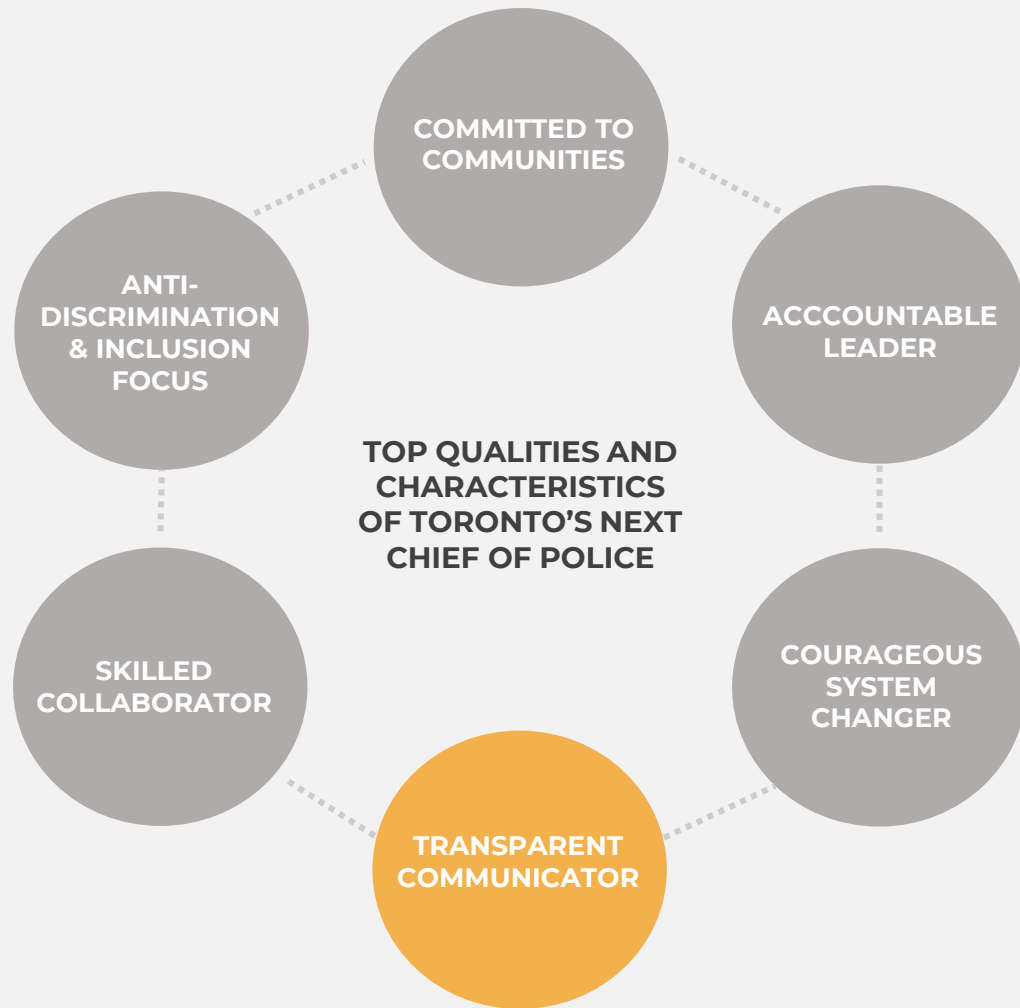 COMMITTED TO
COMMUNITIES
ANTI-
DISCRIMINATION
& INCLUSION
FOCUS
ACCCOUNTABLE
LEADER
TOP QUALITIES AND
CHARACTERISTICS
OF TORONTO’S NEXT
CHIEF OF POLICE
SKILLED
COLLABORATOR
COURAGEOUS
SYSTEM
CHANGER
TRANSPARENT
COMMUNICATOR